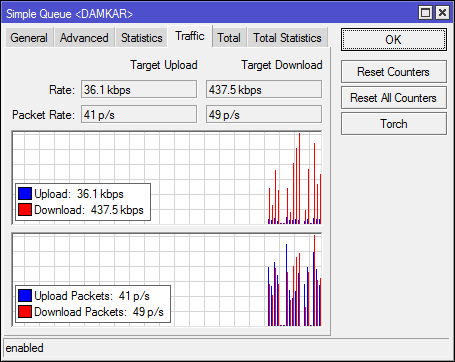 Simple Queue <DAMKAR>
General Advanced Statistics Traffic Total Total Statistics
OK
Reset Counters
Reset All Counters
Torch
Target Upload Target Download
Rate: 36.1 kbps 437.5 kbps
Packet Rate: 41 p/s 49 p/s
Upload: 36.1 kbps
Download: 437.5 kbps
Upload Packets: 41 p/s
Download Packets: 49 p/s
enabled